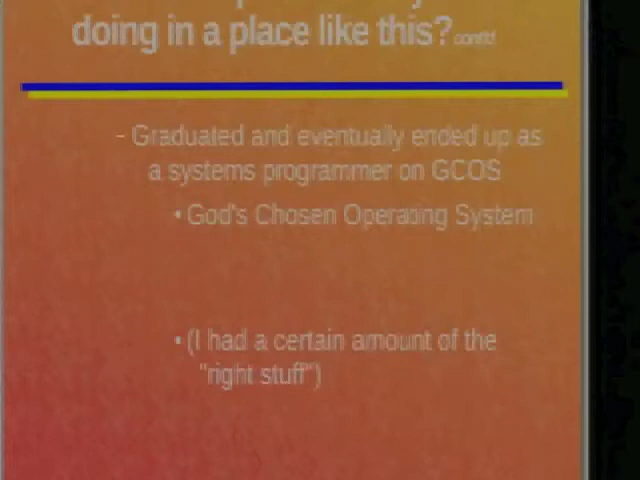 doing in a place like this? cont'd
– Graduated and eventually ended up as
a systems programmer on GCOS
• God's Chosen Operating System
• (I had a certain amount of the
"right stuff")